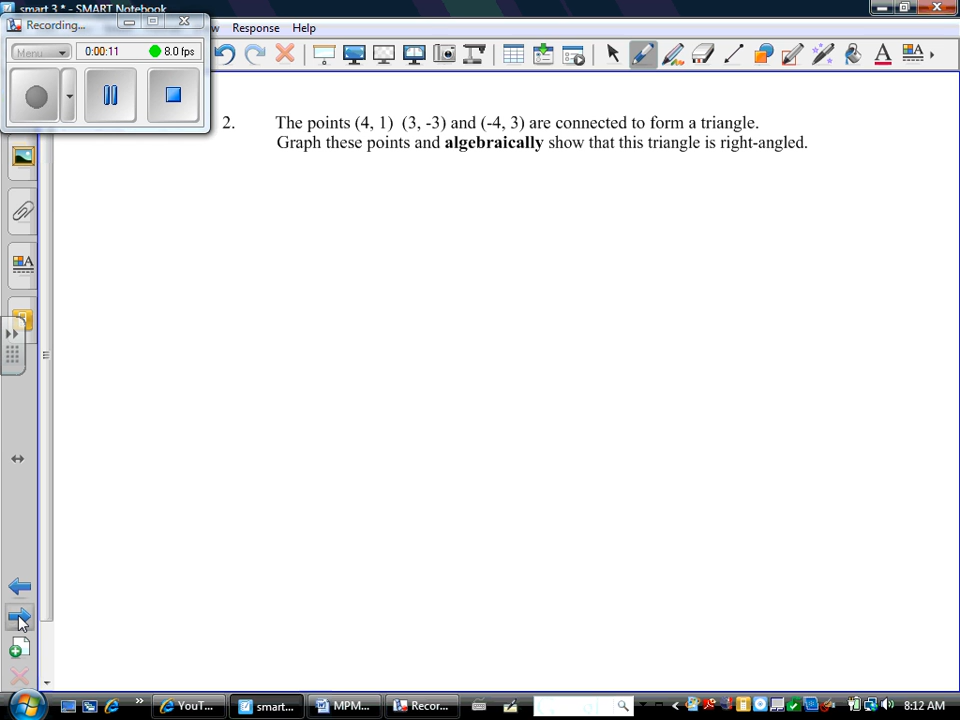 smart 3 * - SMART Notebook
Recording...
w Response Help
Menu 0:00:11 8.0 fps
2. The points (4, 1) (3, -3) and (-4, 3) are connected to form a triangle.
Graph these points and algebraically show that this triangle is right-angled.
YouT... smart... MPM... Recor... 8:12 AM